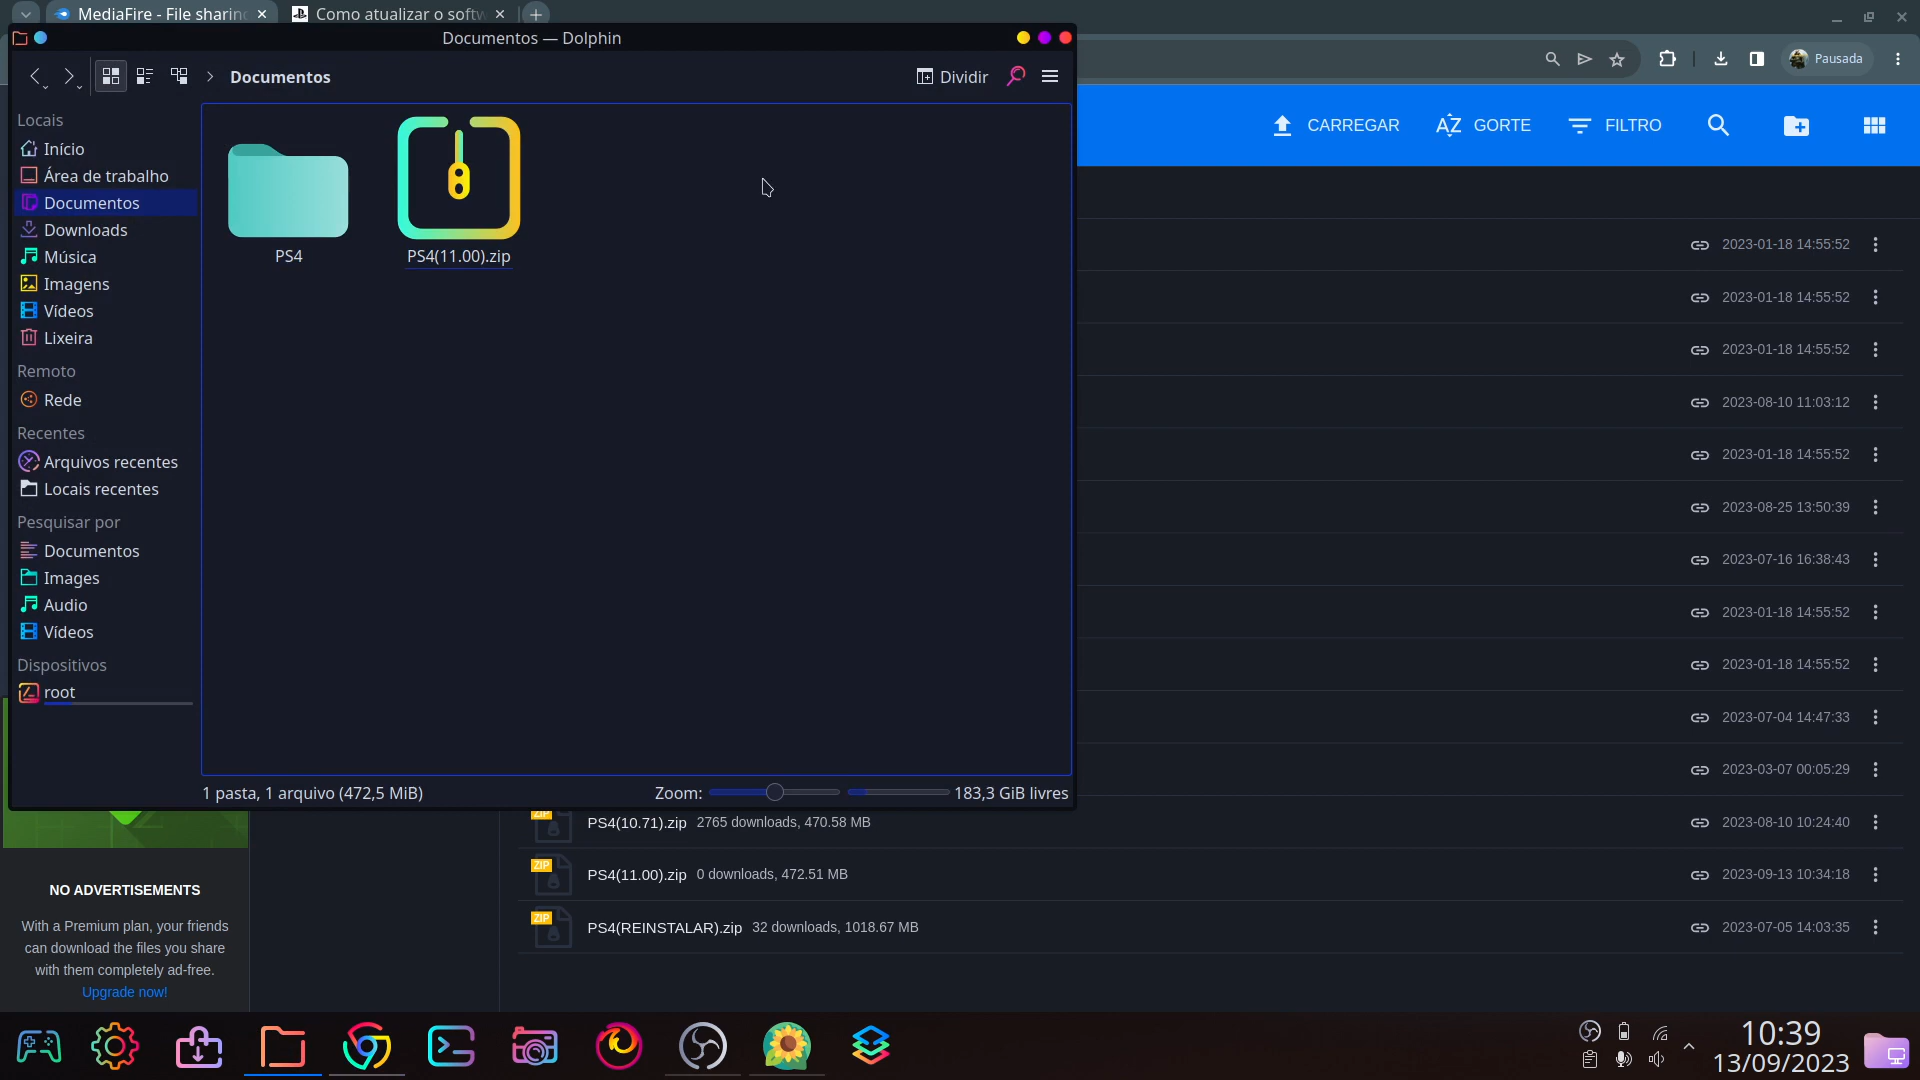 MediaFire - File sharing
Como atualizar o softw
Documentos — Dolphin
Pausada
Documentos
Dividir
CARREGAR
GORTE
FILTRO
Locais
Início
Área de trabalho
Documentos
Downloads
Música
Imagens
Vídeos
Lixeira
Remoto
Rede
Recentes
Arquivos recentes
Locais recentes
Pesquisar por
Documentos
Images
Audio
Vídeos
Dispositivos
root
PS4
PS4(11.00).zip
1 pasta, 1 arquivo (472,5 MiB)
Zoom:
183,3 GiB livres
2023-01-18 14:55:52
2023-01-18 14:55:52
2023-01-18 14:55:52
2023-08-10 11:03:12
2023-01-18 14:55:52
2023-08-25 13:50:39
2023-07-16 16:38:43
2023-01-18 14:55:52
2023-01-18 14:55:52
2023-07-04 14:47:33
2023-03-07 00:05:29
ZIP PS4(10.71).zip 2765 downloads, 470.58 MB 2023-08-10 10:24:40
ZIP PS4(11.00).zip 0 downloads, 472.51 MB 2023-09-13 10:34:18
ZIP PS4(REINSTALAR).zip 32 downloads, 1018.67 MB 2023-07-05 14:03:35
NO ADVERTISEMENTS
With a Premium plan, your friends
can download the files you share
with them completely ad-free.
Upgrade now!
10:39
13/09/2023